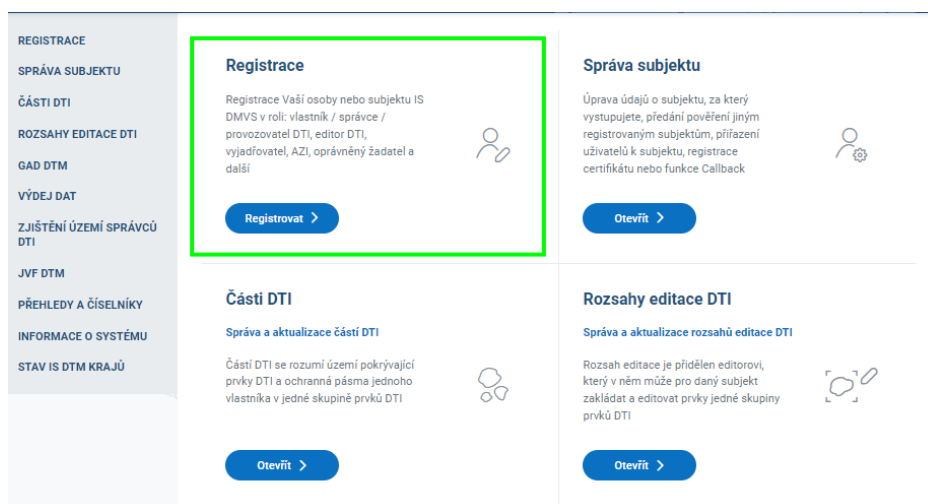 REGISTRACE
SPRÁVA SUBJEKTU
ČÁSTI DTI
ROZSAHY EDITACE DTI
GAD DTM
VÝDEJ DAT
ZJIŠTĚNÍ ÚZEMÍ SPRÁVCŮ
DTI
JVF DTM
PŘEHLEDY A ČÍSELNÍKY
INFORMACE O SYSTÉMU
STAV IS DTM KRAJŮ
Registrace
Registrace Vaší osoby nebo subjektu IS
DMVS v roli: vlastník / správce /
provozovatel DTI, editor DTI,
vyjadřovatel, AZI, oprávněný žadatel a
další
Registrovat
Správa subjektu
Úprava údajů o subjektu, za který
vystupujete, předání pověření jiným
registrovaným subjektům, přiřazení
uživatelů k subjektu, registrace
certifikátu nebo funkce Callback
Otevřít
Části DTI
Správa a aktualizace částí DTI
Částí DTI se rozumí území pokrývající
prvky DTI a ochranná pásma jednoho
vlastníka v jedné skupině prvků DTI
Otevřít
Rozsahy editace DTI
Správa a aktualizace rozsahů editace DTI
Rozsah editace je přidělen editorovi,
který v něm může pro daný subjekt
zakládat a editovat prvky jedné skupiny
prvků DTI
Otevřít